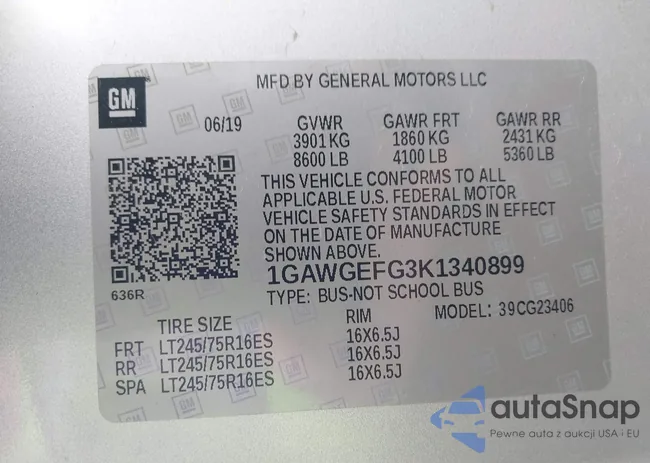 GM
MFD BY GENERAL MOTORS LLC
06/19 GVWR GAWR FRT GAWR RR
3901 KG 1860 KG 2431 KG
8600 LB 4100 LB 5360 LB
THIS VEHICLE CONFORMS TO ALL
APPLICABLE U.S. FEDERAL MOTOR
VEHICLE SAFETY STANDARDS IN EFFECT
ON THE DATE OF MANUFACTURE
SHOWN ABOVE.
1GAWGEFG3K1340899
636R
TYPE: BUS-NOT SCHOOL BUS
MODEL: 39CG23406
TIRE SIZE RIM
FRT LT245/75R16ES 16X6.5J
RR LT245/75R16ES 16X6.5J
SPA LT245/75R16ES 16X6.5J
autaSnap
Pewne auta z aukcji USA i EU